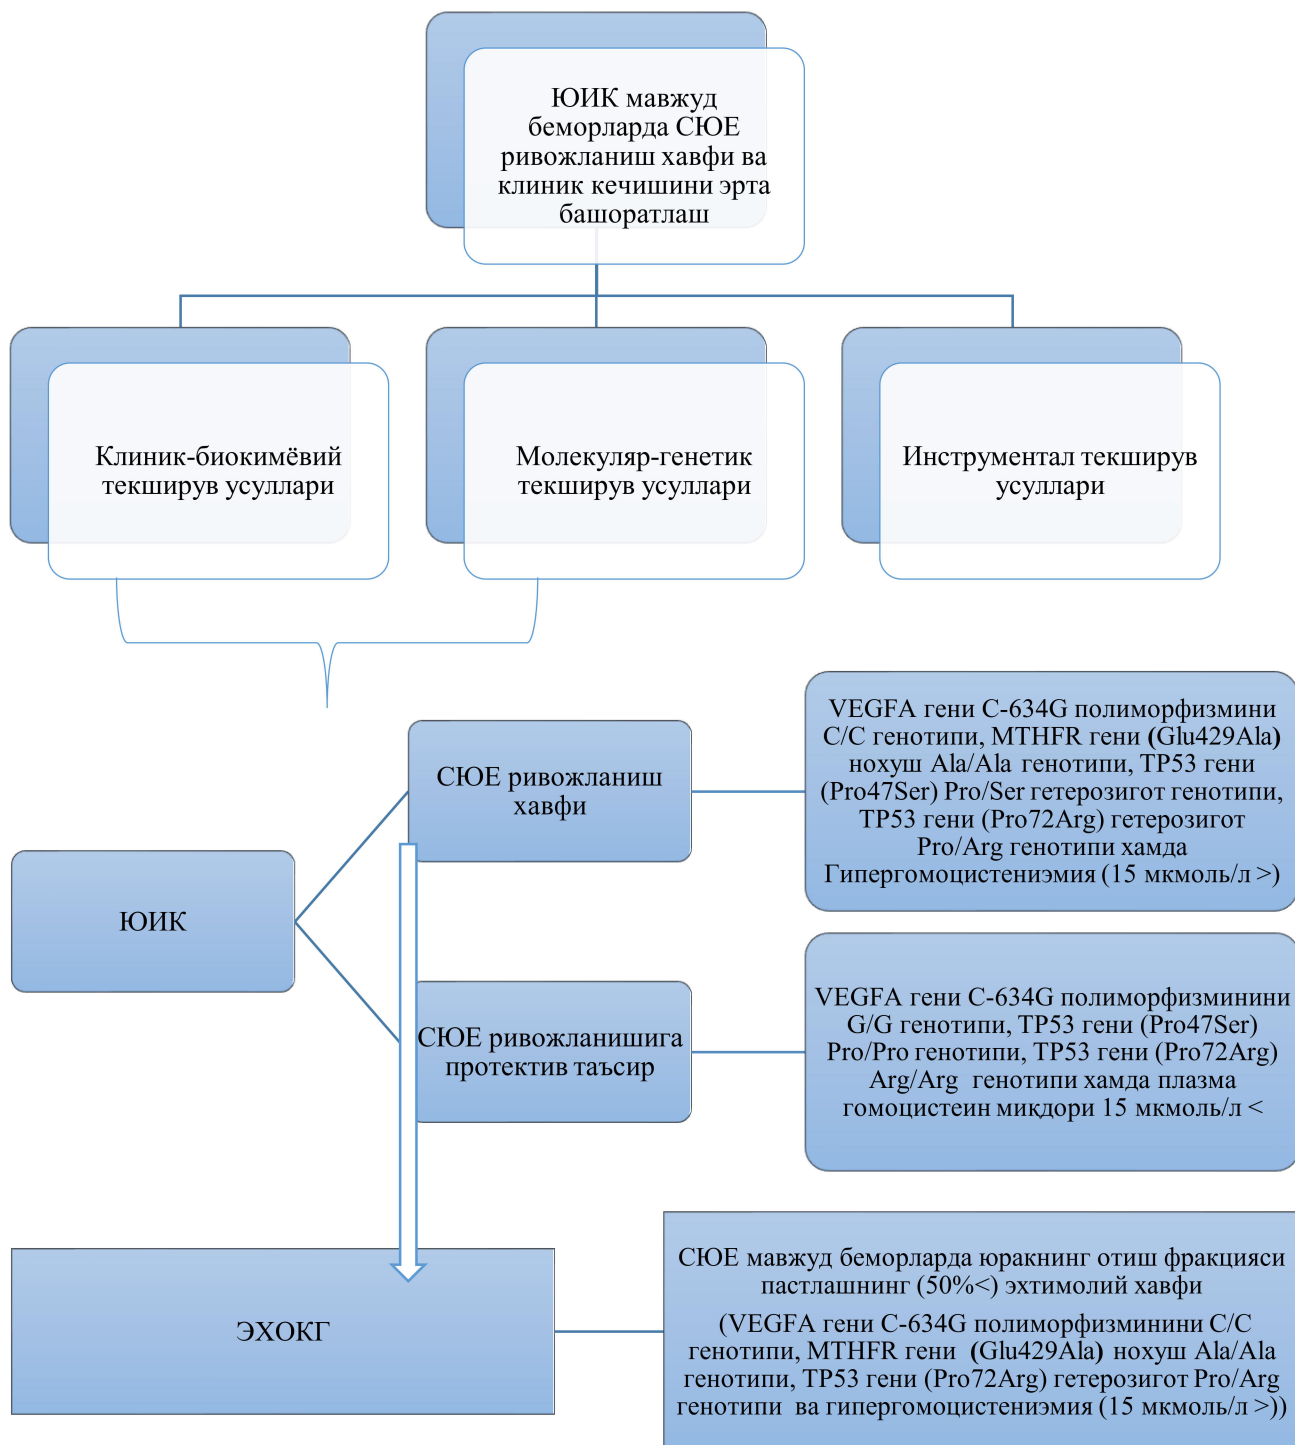 ЮИК мавжуд
беморларда СЮЕ
ривожланиш хавфи ва
клиник кечишини эрта
башоратлаш
Клиник-биокимёвий
текширув усуллари
Молекуляр-генетик
текширув усуллари
Инструментал текширув
усуллари
ЮИК
СЮЕ ривожланиш
хавфи
VEGFA гени C-634G полиморфизмини
C/C генотипи, MTHFR гени (Glu429Ala)
нохуш Ala/Ala генотипи, TP53 гени
(Pro47Ser) Pro/Ser гетерозигот генотипи,
TP53 гени (Pro72Arg) гетерозигот
Pro/Arg генотипи хамда
Гипергомоцистениэмия (15 мкмоль/л >)
СЮЕ ривожланишига
протектив таъсир
VEGFA гени C-634G полиморфизминини
G/G генотипи, TP53 гени (Pro47Ser)
Pro/Pro генотипи, TP53 гени (Pro72Arg)
Arg/Arg генотипи хамда плазма
гомоцистеин миқдори 15 мкмоль/л <
ЭХОКГ
СЮЕ мавжуд беморларда юракнинг отиш фракцияси
пастлашнинг (50%<) эхтимолий хавфи
(VEGFA гени C-634G полиморфизминини C/C
генотипи, MTHFR гени (Glu429Ala) нохуш Ala/Ala
генотипи, TP53 гени (Pro72Arg) гетерозигот Pro/Arg
генотипи ва гипергомоцистениэмия (15 мкмоль/л >))